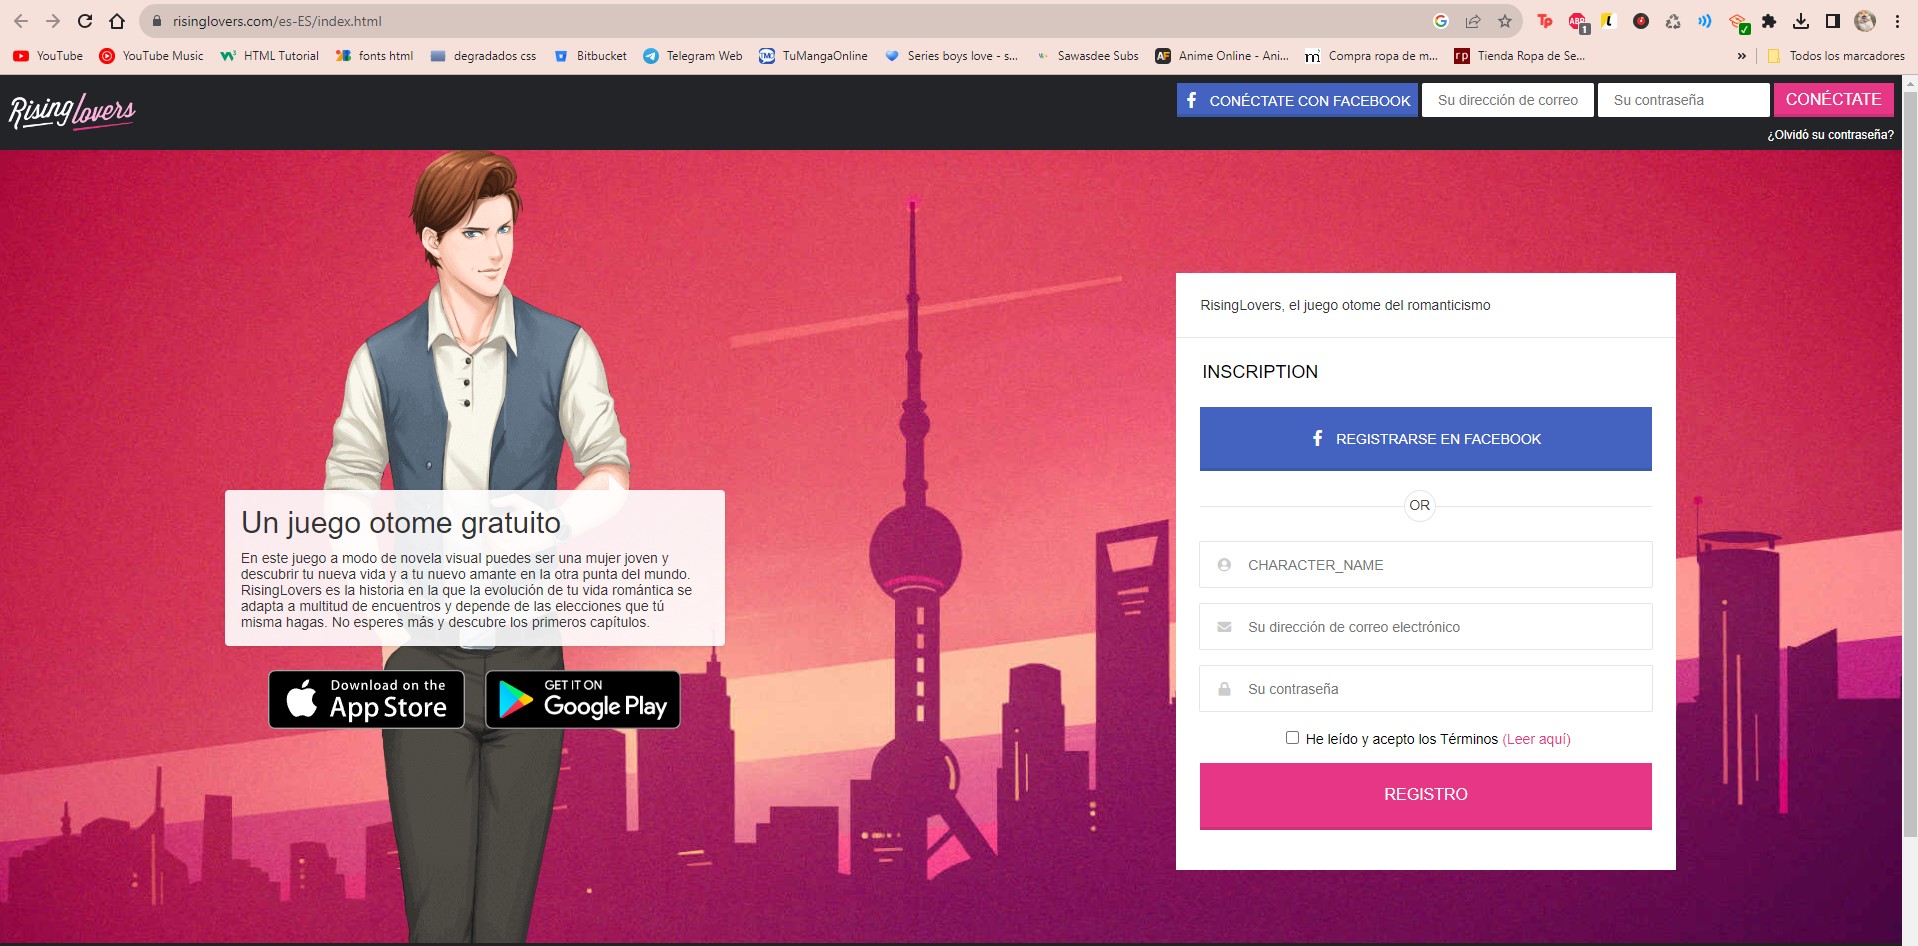 risinglovers.com/es-ES/index.html
YouTube
YouTube Music
HTML Tutorial
fonts html
degradados css
Bitbucket
Telegram Web
TuMangaOnline
Series boys love - s...
Sawasdee Subs
Anime Online - Ani...
Compra ropa de m...
Tienda Ropa de Se...
»
Todos los marcadores
Rising lovers
CONÉCTATE CON FACEBOOK
Su dirección de correo
Su contraseña
CONÉCTATE
¿Olvidó su contraseña?
Un juego otome gratuito
En este juego a modo de novela visual puedes ser una mujer joven y
descubrir tu nueva vida y a tu nuevo amante en la otra punta del mundo.
RisingLovers es la historia en la que la evolución de tu vida romántica se
adapta a multitud de encuentros y depende de las elecciones que tú
misma hagas. No esperes más y descubre los primeros capítulos.
Download on the
App Store
GET IT ON
Google Play
RisingLovers, el juego otome del romanticismo
INSCRIPTION
REGISTRARSE EN FACEBOOK
OR
CHARACTER_NAME
Su dirección de correo electrónico
Su contraseña
He leído y acepto los Términos (Leer aquí)
REGISTRO